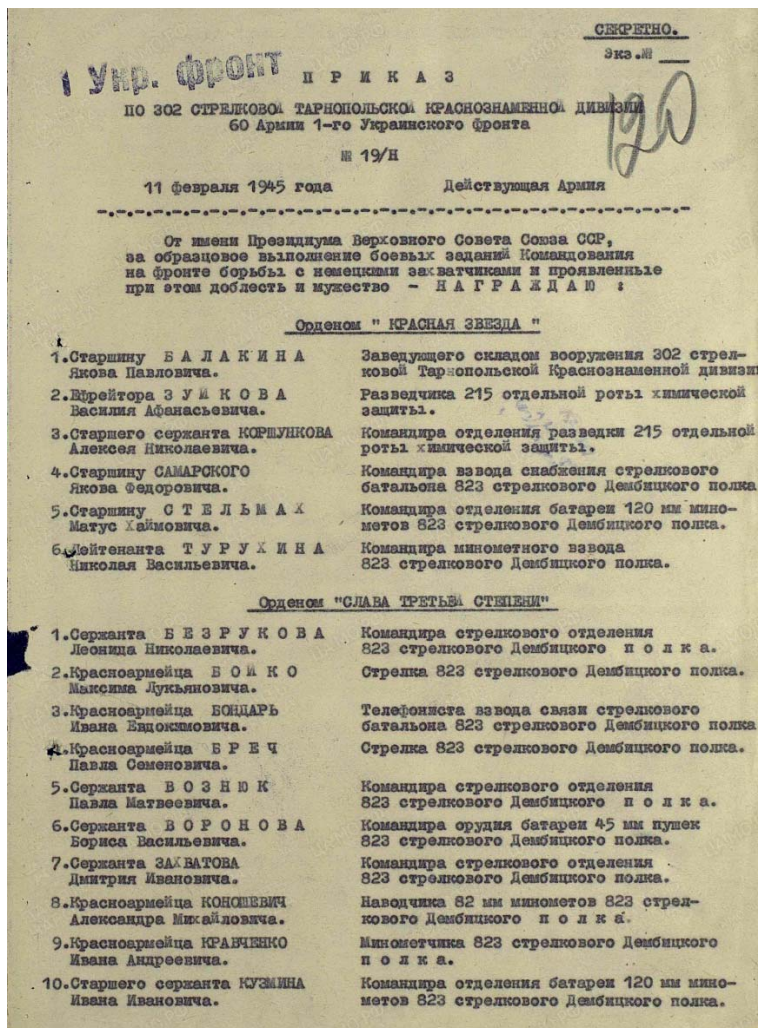 СЕКРЕТНО.
Экз.№ ___
1 Укр. фронт
П Р И К А З
120
ПО 302 СТРЕЛКОВОЙ ТАРНОПОЛЬСКОЙ КРАСНОЗНАМЕННОЙ ДИВИЗИИ
60 Армии 1-го Украинского фронта
№ 19/Н
11 февраля 1945 года Действующая Армия
От имени Президиума Верховного Совета Союза ССР,
за образцовое выполнение боевых заданий Командования
на фронте борьбы с немецкими захватчиками и проявленные
при этом доблесть и мужество - Н А Г Р А Ж Д А Ю :
Орденом " КРАСНАЯ ЗВЕЗДА "
1.Старшину Б А Л А К И Н А Заведующего складом вооружения 302 стрел-
Якова Павловича. ковой Тарнопольской Краснознаменной дивизии
2.Ефрейтора З У М К О В А Разведчика 215 отдельной роты химической
Василия Афанасьевича. защиты.
3.Старшего сержанта КОРШУНКОВА Командира отделения разведки 215 отдельной
Алексея Николаевича. роты химической защиты.
4.Старшину САМАРСКОГО Командира взвода снабжения стрелкового
Якова Федоровича. батальона 823 стрелкового Дембицкого полка
5.Старшину С Т Е Л Ь М А Х Командира отделения батареи 120 мм мино-
Матус Хаймовича. метов 823 стрелкового Дембицкого полка.
6.Лейтенанта Т У Р У Х И Н А Командира минометного взвода
Николая Васильевича. 823 стрелкового Дембицкого полка.
Орденом "СЛАВА ТРЕТЬЕЙ СТЕПЕНИ"
1.Сержанта Б Е З Р У К О В А Командира стрелкового отделения
Леонида Николаевича. 823 стрелкового Дембицкого п о л к а.
2.Красноармейца Б О Й К О Стрелка 823 стрелкового Дембицкого полка.
Максима Лукьяновича.
3.Красноармейца БОНДАРЬ Телефониста взвода связи стрелкового
Ивана Евдокимовича. батальона 823 стрелкового Дембицкого полка
4.Красноармейца Б Р Е Ч Стрелка 823 стрелкового Дембицкого полка.
Павла Семеновича.
5.Сержанта В О З Н Ю К Командира стрелкового отделения
Павла Матвеевича. 823 стрелкового Дембицкого п о л к а.
6.Сержанта В О Р О Н О В А Командира орудия батареи 45 мм пушек
Бориса Васильевича. 823 стрелкового Дембицкого полка.
7.Сержанта ЗАХВАТОВА Командира стрелкового отделения
Дмитрия Ивановича. 823 стрелкового Дембицкого полка.
8.Красноармейца КОНОШЕВИЧ Наводчика 82 мм минометов 823 стрел-
Александра Михайловича. кового Дембицкого п о л к а.
9.Красноармейца КРАВЧЕНКО Минометчика 823 стрелкового Дембицкого
Ивана Андреевича. п о л к а.
10.Старшего сержанта КУЗМИНА Командира отделения батареи 120 мм мино-
Ивана Ивановича. метов 823 стрелкового Дембицкого полка.